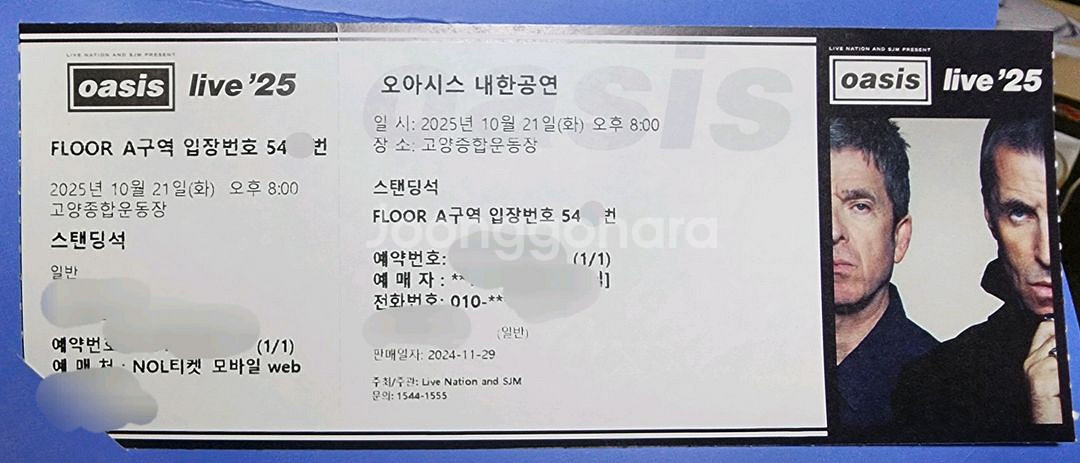 LIVE NATION AND SJM PRESENT
oasis live '25
FLOOR A구역 입장번호 54 번
2025년 10월 21일(화) 오후 8:00
고양종합운동장
스탠딩석
일반
예약번호 (1/1)
예 매 처 : NOL티켓 모바일 web
oasis
오아시스 내한공연
일 시: 2025년 10월 21일(화) 오후 8:00
장 소: 고양종합운동장
스탠딩석
FLOOR A구역 입장번호 54 번
Joonggonara
예약번호: (1/1)
예 매 자 : **
전화번호: 010-**
(일반)
판매일자: 2024-11-29
주최/주관: Live Nation and SJM
문의: 1544-1555
LIVE NATION AND SJM PRESENT
oasis live '25